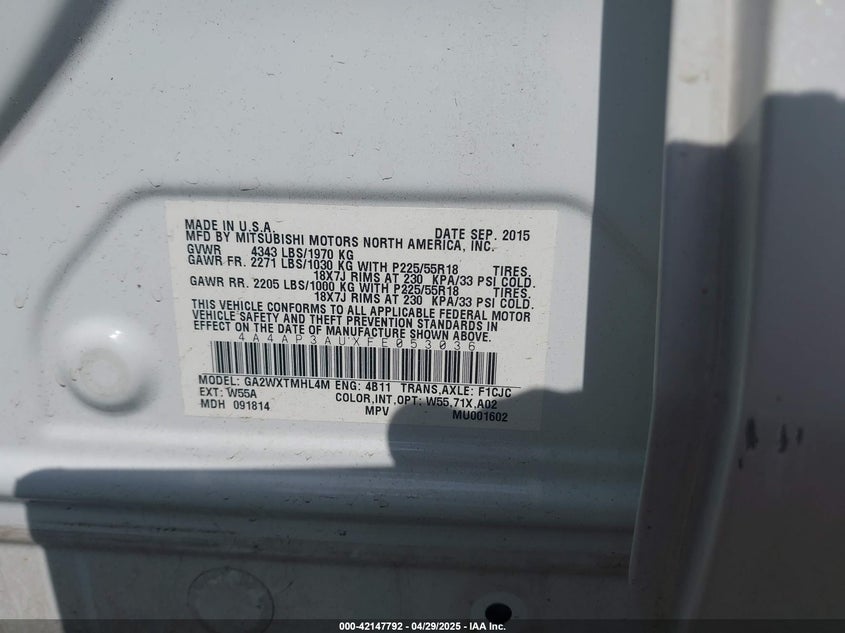 MADE IN U.S.A. DATE SEP. 2015
MFD BY MITSUBISHI MOTORS NORTH AMERICA, INC.
GVWR 4343 LBS/1970 KG
GAWR FR. 2271 LBS/1030 KG WITH P225/55R18 TIRES.
18X7J RIMS AT 230 KPA/33 PSI COLD.
GAWR RR. 2205 LBS/1000 KG WITH P225/55R18 TIRES.
18X7J RIMS AT 230 KPA/33 PSI COLD.
THIS VEHICLE CONFORMS TO ALL APPLICABLE FEDERAL MOTOR
VEHICLE SAFETY AND THEFT PREVENTION STANDARDS IN
EFFECT ON THE DATE OF MANUFACTURE SHOWN ABOVE.
4A4AP3AUXFE053036
MODEL: GA2WXTMHL4M ENG: 4B11 TRANS,AXLE: F1CJC
EXT: W55A COLOR,INT,OPT: W55,71X,A02
MDH 091814 MPV MU001602
000-42147792 - 04/29/2025 - IAA Inc.